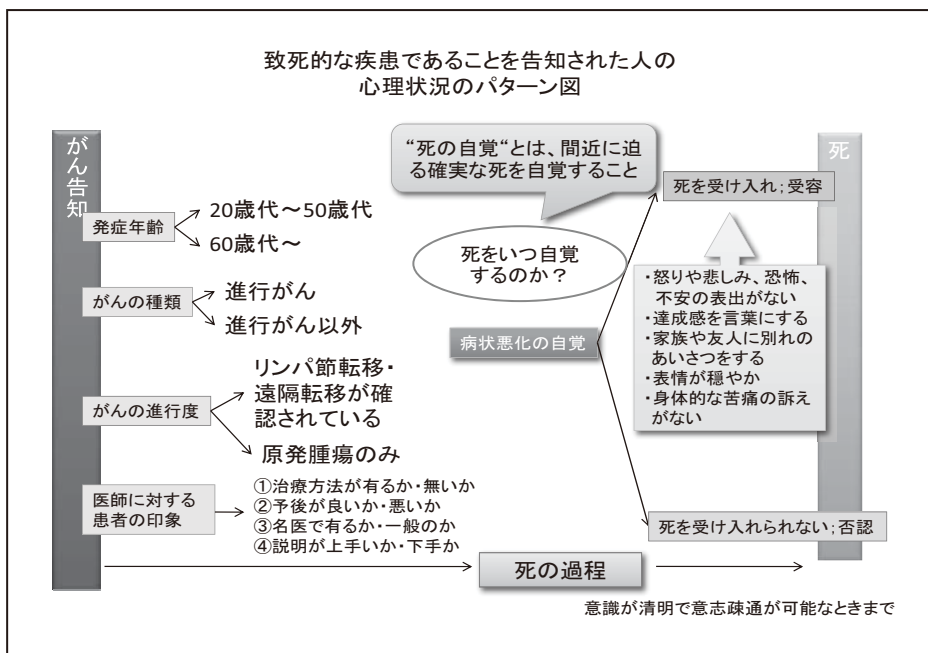 致死的な疾患であることを告知された人の
心理状況のパターン図
がん告知
発症年齢
20歳代～50歳代
60歳代～
がんの種類
進行がん
進行がん以外
がんの進行度
リンパ節転移・
遠隔転移が確
認されている
原発腫瘍のみ
医師に対する
患者の印象
①治療方法が有るか・無いか
②予後が良いか・悪いか
③名医で有るか・一般のか
④説明が上手いか・下手か
“死の自覚“とは、間近に迫
る確実な死を自覚すること
死をいつ自覚
するのか？
病状悪化の自覚
死を受け入れ；受容
・怒りや悲しみ、恐怖、
不安の表出がない
・達成感を言葉にする
・家族や友人に別れの
あいさつをする
・表情が穏やか
・身体的な苦痛の訴え
がない
死を受け入れられない；否認
死
死の過程
意識が清明で意志疎通が可能なときまで